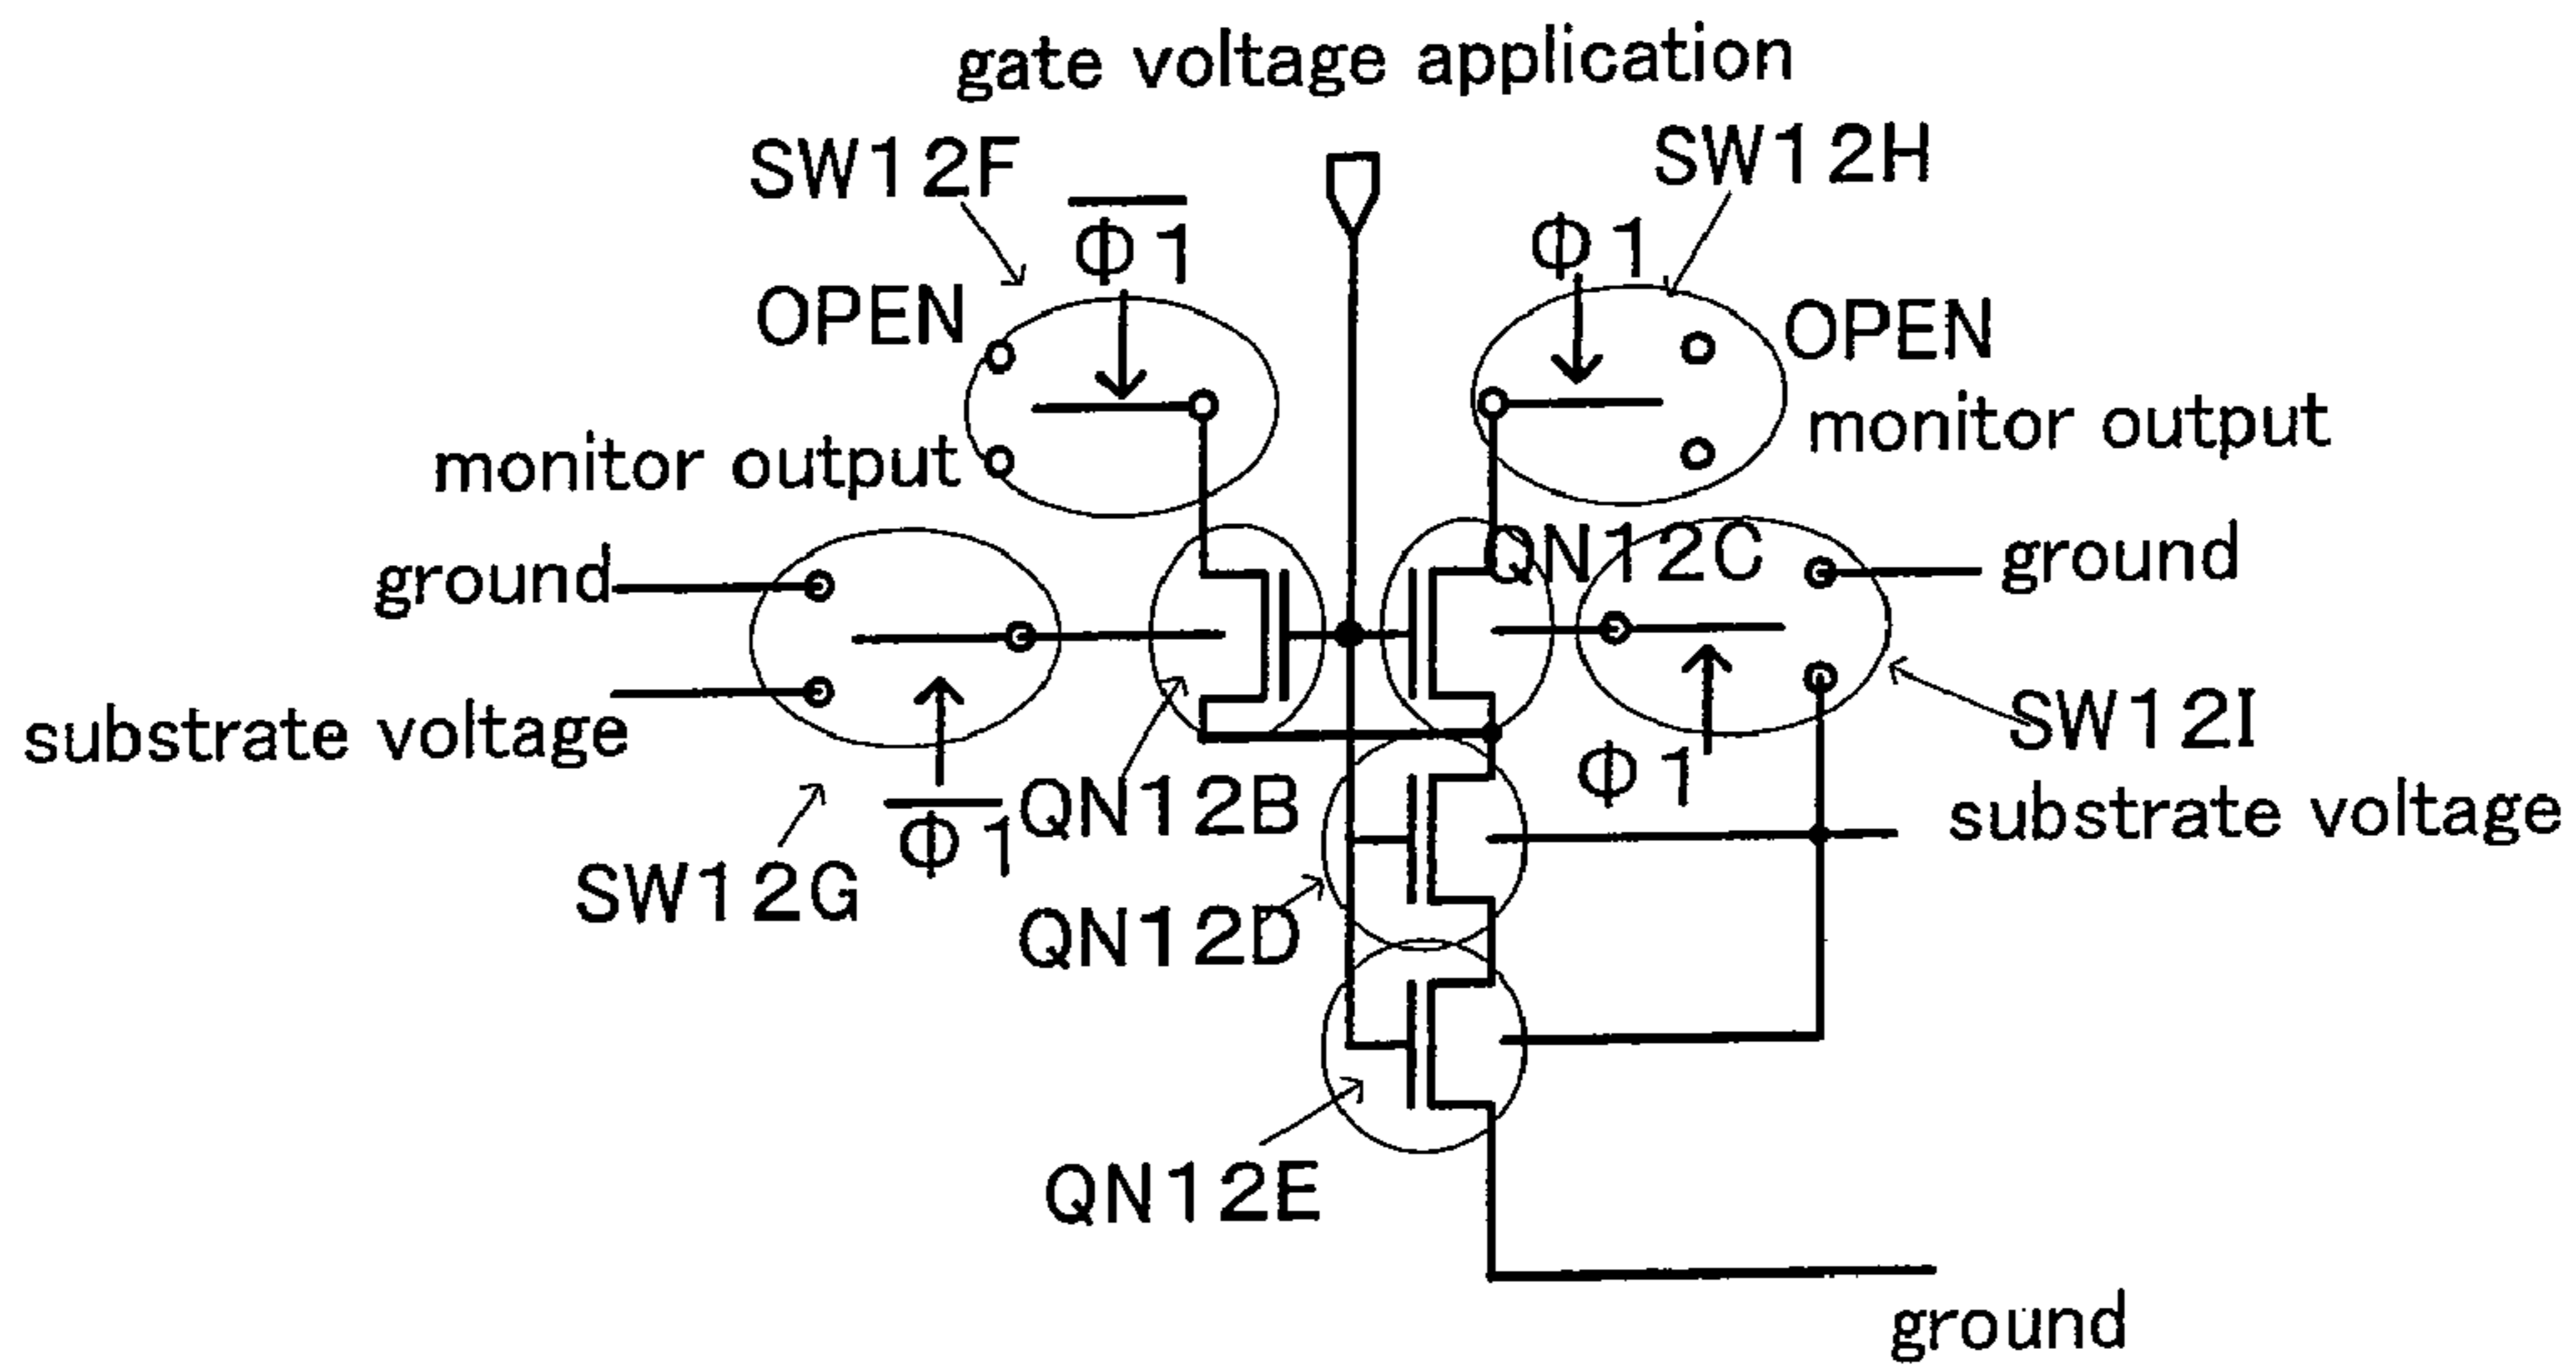 gate voltage application
SW12F
SW12H
Φ1
Φ1
OPEN
OPEN
monitor output
monitor output
QN12C
ground
ground
substrate voltage
SW12I
Φ1
QN12B
Φ1
substrate voltage
SW12G
QN12D
QN12E
ground